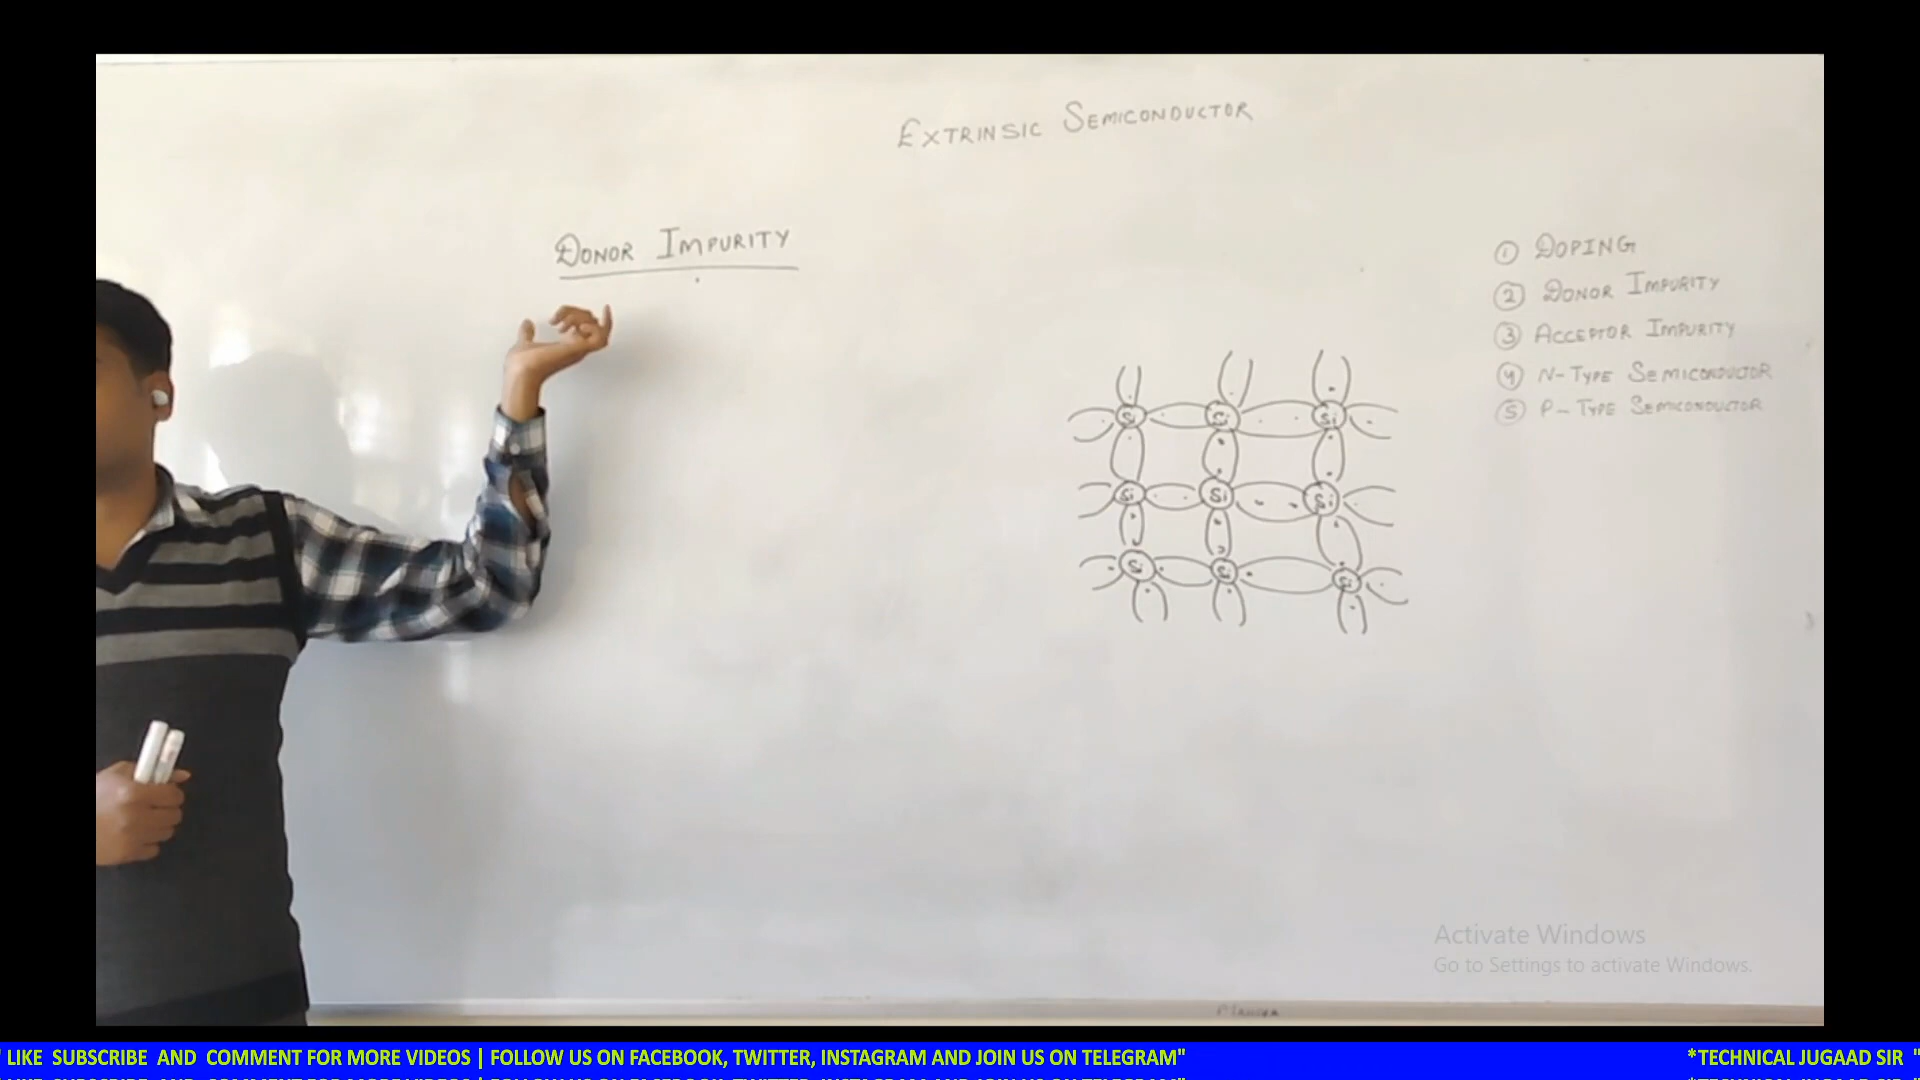 EXTRINSIC SEMICONDUCTOR
DONOR IMPURITY
① DOPING
② DONOR IMPURITY
③ ACCEPTOR IMPURITY
④ N-TYPE SEMICONDUCTOR
⑤ P-TYPE SEMICONDUCTOR
Si Si Si
Si Si Si
Si Si Si
Activate Windows
Go to Settings to activate Windows.
" LIKE SUBSCRIBE AND COMMENT FOR MORE VIDEOS | FOLLOW US ON FACEBOOK, TWITTER, INSTAGRAM AND JOIN US ON TELEGRAM" *TECHNICAL JUGAAD SIR "